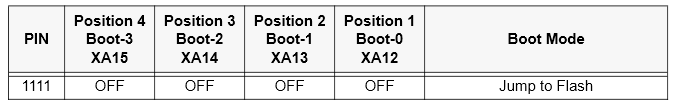 PIN Position 4 Boot-3 XA15 Position 3 Boot-2 XA14 Position 2 Boot-1 XA13 Position 1 Boot-0 XA12 Boot Mode
1111 OFF OFF OFF OFF Jump to Flash